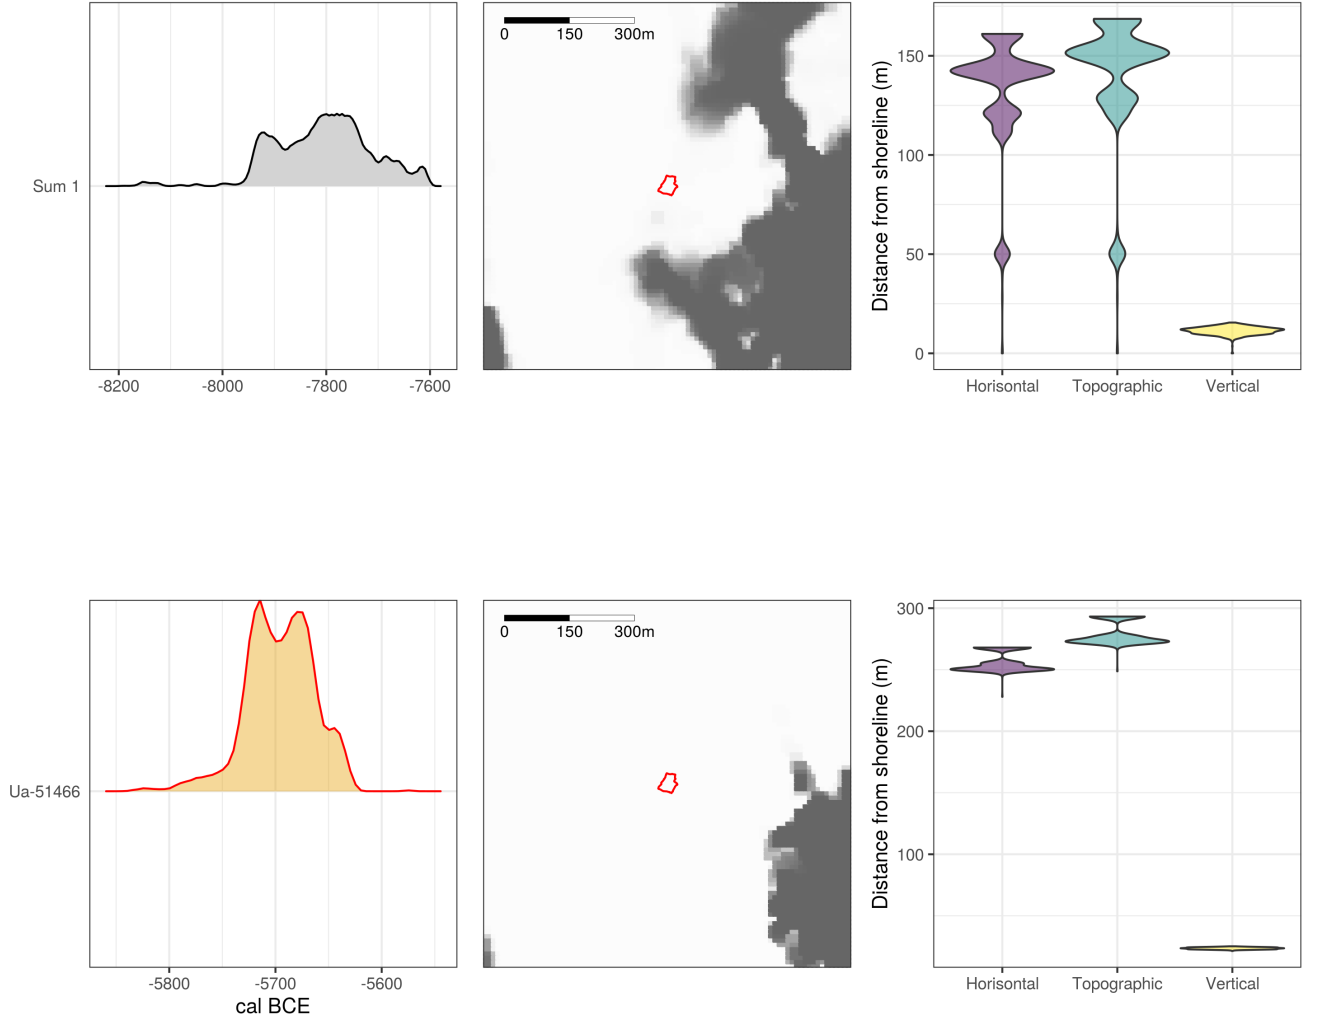 Sum 1
-8200 -8000 -7800 -7600
0 150 300m
Distance from shoreline (m)
150
100
50
0
Horisontal Topographic Vertical
Ua-51466
-5800 -5700 -5600
cal BCE
0 150 300m
Distance from shoreline (m)
300
200
100
Horisontal Topographic Vertical